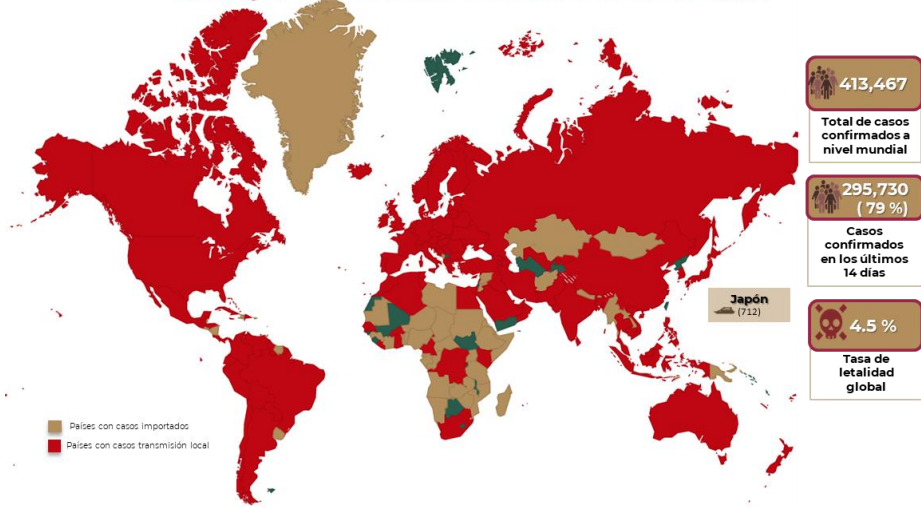 413,467
Total de casos
confirmados a
nivel mundial
295,730
( 79 %)
Casos
confirmados
en los últimos
14 días
Japón
(712)
4.5 %
Tasa de
letalidad
global
Países con casos importados
Países con casos transmisión local